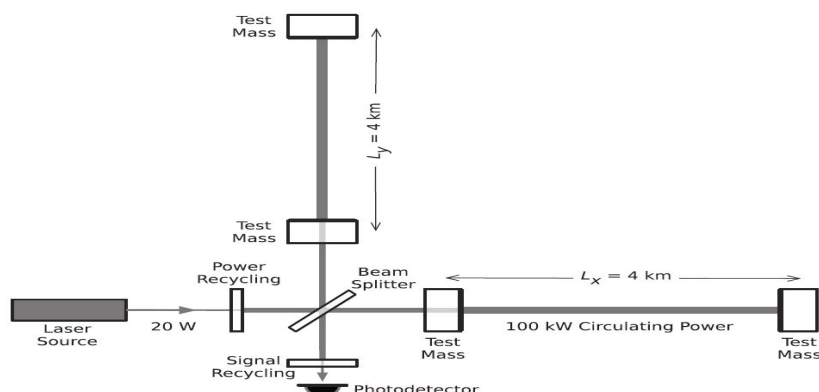 Test
Mass
L_y = 4 km
Test
Mass
Power
Recycling
Beam
Splitter
L_x = 4 km
Laser
Source
20 W
100 kW Circulating Power
Test
Mass
Test
Mass
Signal
Recycling
Photodetector